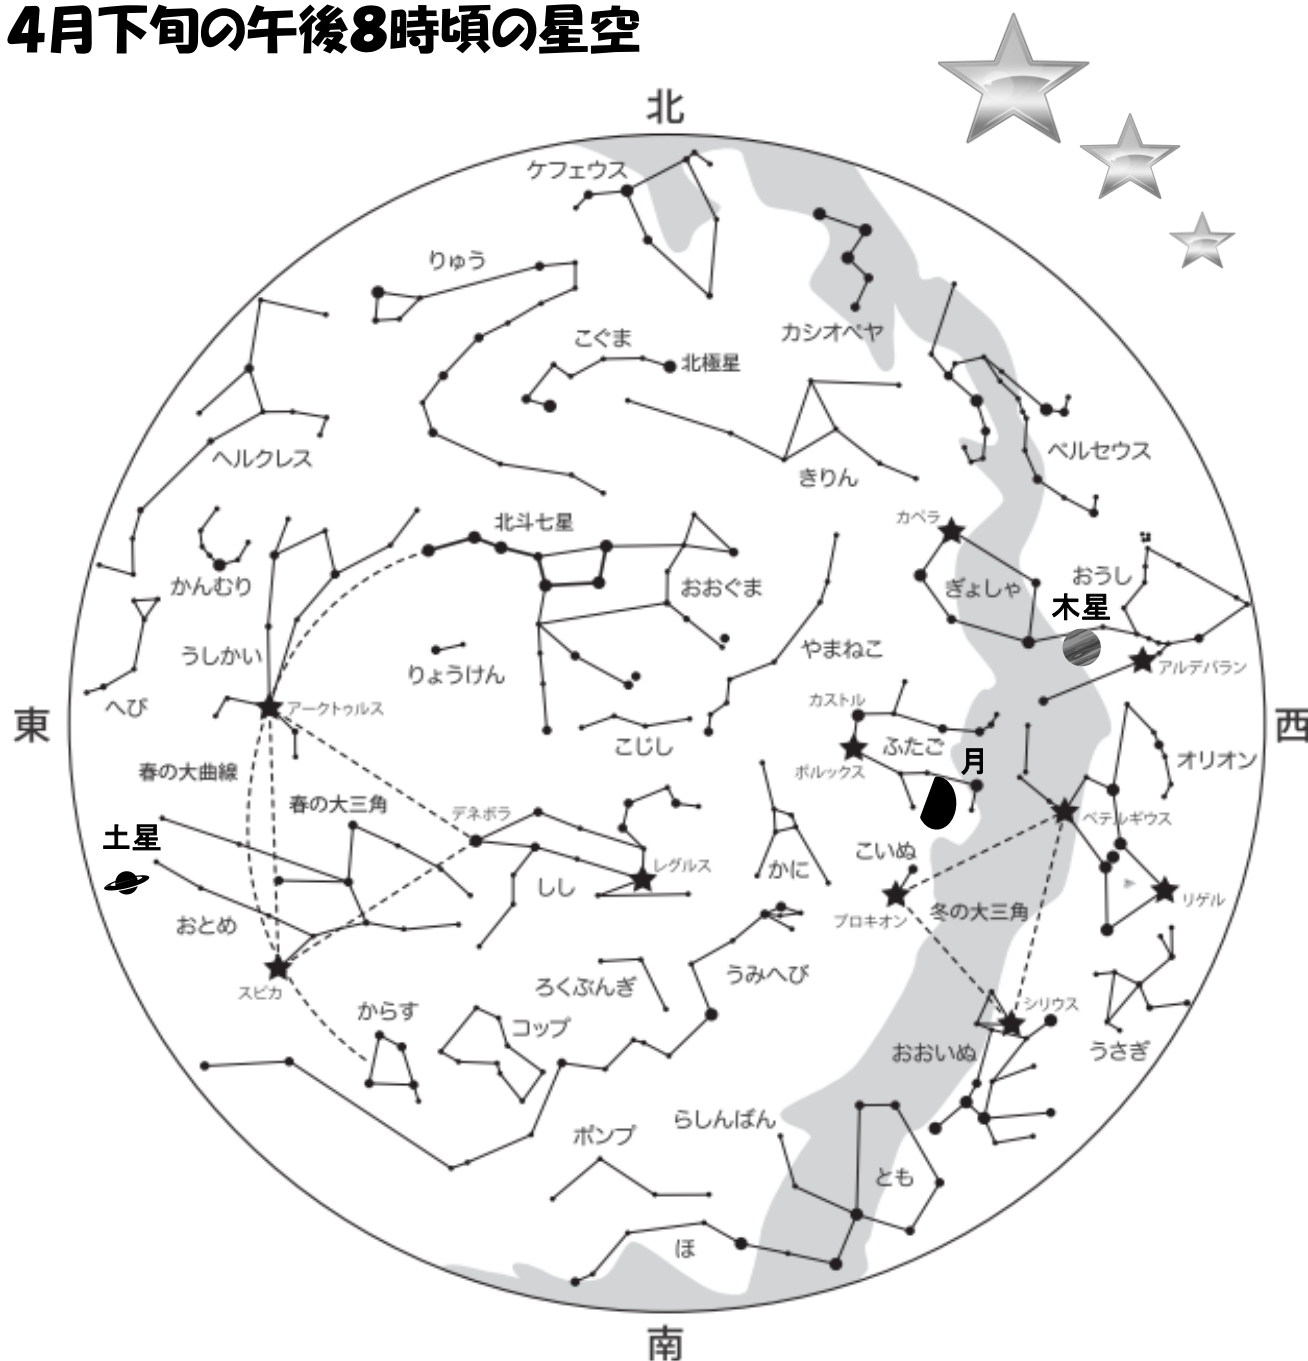 4月下旬の午後8時頃の星空
北
ケフェウス
りゅう
こぐま
北極星
カシオペヤ
ヘルクレス
きりん
ペルセウス
カペラ
北斗七星
かんむり
おおぐま
ぎょしゃ
おうし
木星
うしかい
りょうけん
やまねこ
アルデバラン
へび
アークトゥルス
カストル
東
こじし
ふたご
西
春の大曲線
ポルックス
月
オリオン
春の大三角
デネボラ
ベテルギウス
土星
レグルス
かに
こいぬ
しし
リゲル
おとめ
プロキオン
冬の大三角
スピカ
ろくぶんぎ
うみへび
からす
コップ
シリウス
おおいぬ
うさぎ
ポンプ
らしんばん
とも
ほ
南